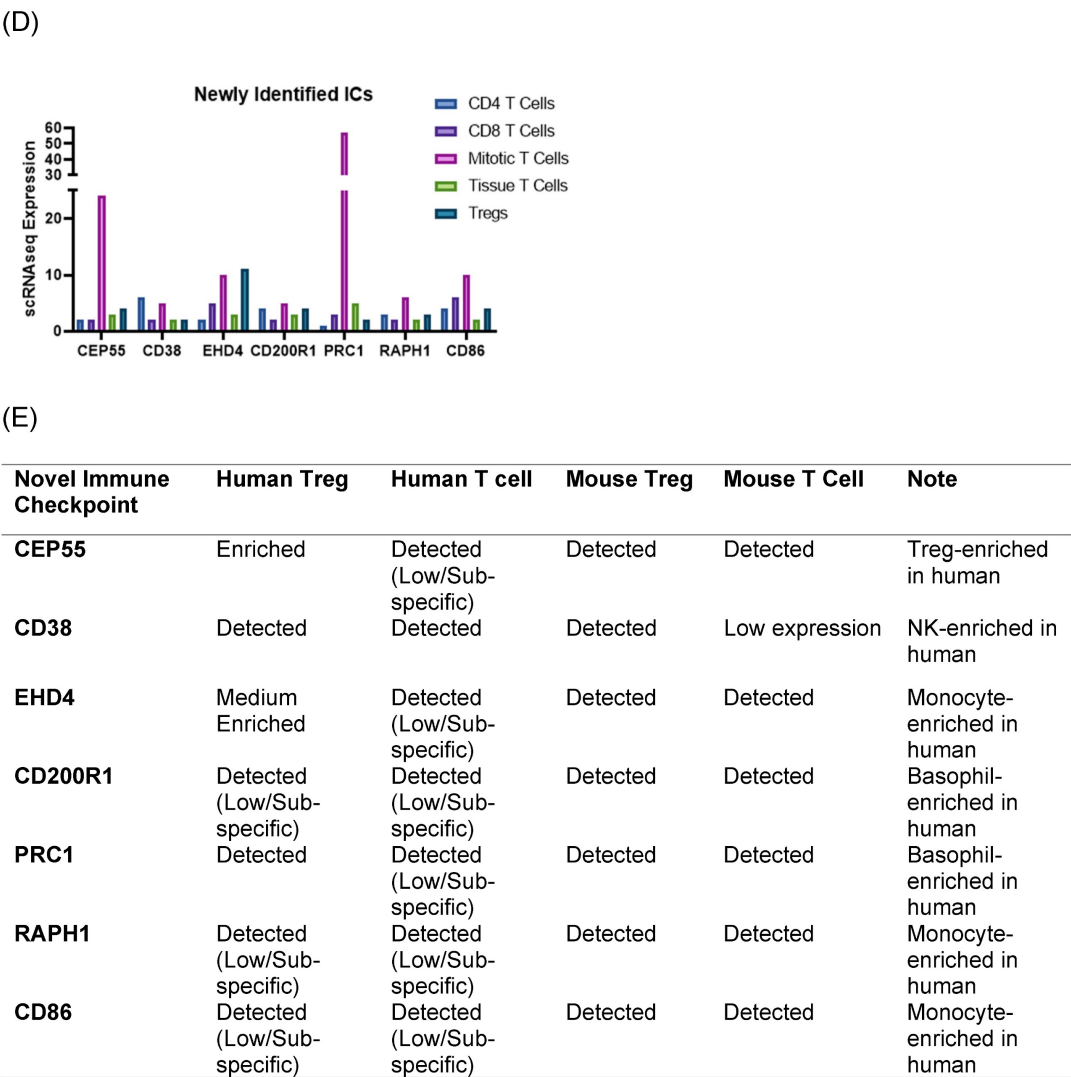 (D)
Newly Identified ICs
CD4 T Cells
CD8 T Cells
Mitotic T Cells
Tissue T Cells
Tregs
scRNAseq Expression
60
50
40
30
20
10
0
CEP55 CD38 EHD4 CD200R1 PRC1 RAPH1 CD86
(E)
Novel Immune Human Treg Human T cell Mouse Treg Mouse T Cell Note
Checkpoint
CEP55 Enriched Detected Detected Detected Treg-enriched
(Low/Sub- in human
specific)
CD38 Detected Detected Detected Low expression NK-enriched in
human
EHD4 Medium Detected Detected Detected Monocyte-
Enriched (Low/Sub- enriched in
specific) human
CD200R1 Detected Detected Detected Detected Basophil-
(Low/Sub- (Low/Sub- enriched in
specific) specific) human
PRC1 Detected Detected Detected Detected Basophil-
(Low/Sub- enriched in
specific) human
RAPH1 Detected Detected Detected Detected Monocyte-
(Low/Sub- (Low/Sub- enriched in
specific) specific) human
CD86 Detected Detected Detected Detected Monocyte-
(Low/Sub- (Low/Sub- enriched in
specific) specific) human